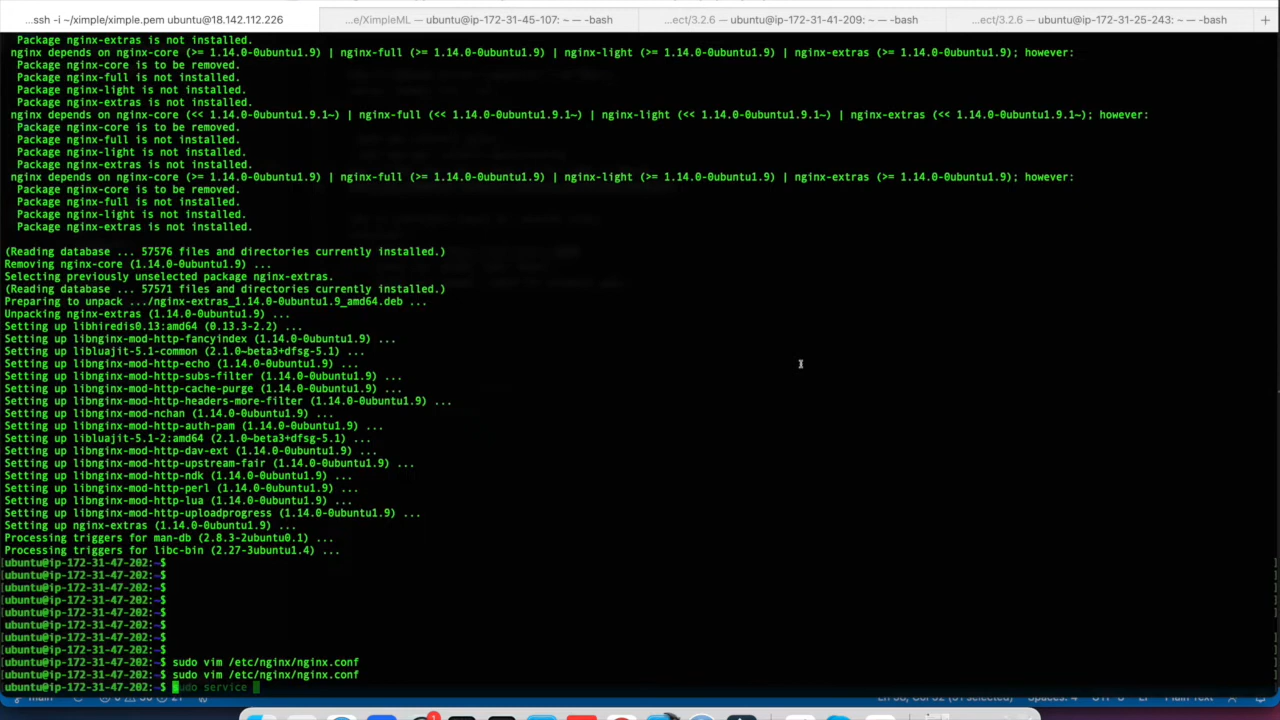 ...ssh -i ~/ximple/ximple.pem ubuntu@18.142.112.226
...e/XimpleML — ubuntu@ip-172-31-45-107: ~ — -bash
...ect/3.2.6 — ubuntu@ip-172-31-41-209: ~ — -bash
...ect/3.2.6 — ubuntu@ip-172-31-25-243: ~ — -bash
Package nginx-extras is not installed.
nginx depends on nginx-core (>= 1.14.0-0ubuntu1.9) | nginx-full (>= 1.14.0-0ubuntu1.9) | nginx-light (>= 1.14.0-0ubuntu1.9) | nginx-extras (>= 1.14.0-0ubuntu1.9); however:
Package nginx-core is to be removed.
Package nginx-full is not installed.
Package nginx-light is not installed.
Package nginx-extras is not installed.
nginx depends on nginx-core (<< 1.14.0-0ubuntu1.9.1~) | nginx-full (<< 1.14.0-0ubuntu1.9.1~) | nginx-light (<< 1.14.0-0ubuntu1.9.1~) | nginx-extras (<< 1.14.0-0ubuntu1.9.1~); however:
Package nginx-core is to be removed.
Package nginx-full is not installed.
Package nginx-light is not installed.
Package nginx-extras is not installed.
nginx depends on nginx-core (>= 1.14.0-0ubuntu1.9) | nginx-full (>= 1.14.0-0ubuntu1.9) | nginx-light (>= 1.14.0-0ubuntu1.9) | nginx-extras (>= 1.14.0-0ubuntu1.9); however:
Package nginx-core is to be removed.
Package nginx-full is not installed.
Package nginx-light is not installed.
Package nginx-extras is not installed.
(Reading database ... 57576 files and directories currently installed.)
Removing nginx-core (1.14.0-0ubuntu1.9) ...
Selecting previously unselected package nginx-extras.
(Reading database ... 57571 files and directories currently installed.)
Preparing to unpack .../nginx-extras_1.14.0-0ubuntu1.9_amd64.deb ...
Unpacking nginx-extras (1.14.0-0ubuntu1.9) ...
Setting up libhiredis0.13:amd64 (0.13.3-2.2) ...
Setting up libnginx-mod-http-fancyindex (1.14.0-0ubuntu1.9) ...
Setting up libluajit-5.1-common (2.1.0~beta3+dfsg-5.1) ...
Setting up libnginx-mod-http-echo (1.14.0-0ubuntu1.9) ...
Setting up libnginx-mod-http-subs-filter (1.14.0-0ubuntu1.9) ...
Setting up libnginx-mod-http-cache-purge (1.14.0-0ubuntu1.9) ...
Setting up libnginx-mod-http-headers-more-filter (1.14.0-0ubuntu1.9) ...
Setting up libnginx-mod-nchan (1.14.0-0ubuntu1.9) ...
Setting up libnginx-mod-http-auth-pam (1.14.0-0ubuntu1.9) ...
Setting up libluajit-5.1-2:amd64 (2.1.0~beta3+dfsg-5.1) ...
Setting up libnginx-mod-http-dav-ext (1.14.0-0ubuntu1.9) ...
Setting up libnginx-mod-http-upstream-fair (1.14.0-0ubuntu1.9) ...
Setting up libnginx-mod-http-ndk (1.14.0-0ubuntu1.9) ...
Setting up libnginx-mod-http-perl (1.14.0-0ubuntu1.9) ...
Setting up libnginx-mod-http-lua (1.14.0-0ubuntu1.9) ...
Setting up libnginx-mod-http-uploadprogress (1.14.0-0ubuntu1.9) ...
Setting up nginx-extras (1.14.0-0ubuntu1.9) ...
Processing triggers for man-db (2.8.3-2ubuntu0.1) ...
Processing triggers for libc-bin (2.27-3ubuntu1.4) ...
[ubuntu@ip-172-31-47-202:~$ ]
[ubuntu@ip-172-31-47-202:~$ ]
[ubuntu@ip-172-31-47-202:~$ ]
[ubuntu@ip-172-31-47-202:~$ ]
[ubuntu@ip-172-31-47-202:~$ ]
[ubuntu@ip-172-31-47-202:~$ ]
[ubuntu@ip-172-31-47-202:~$ ]
[ubuntu@ip-172-31-47-202:~$ ]
[ubuntu@ip-172-31-47-202:~$ sudo vim /etc/nginx/nginx.conf ]
[ubuntu@ip-172-31-47-202:~$ sudo vim /etc/nginx/nginx.conf ]
ubuntu@ip-172-31-47-202:~$ sudo service